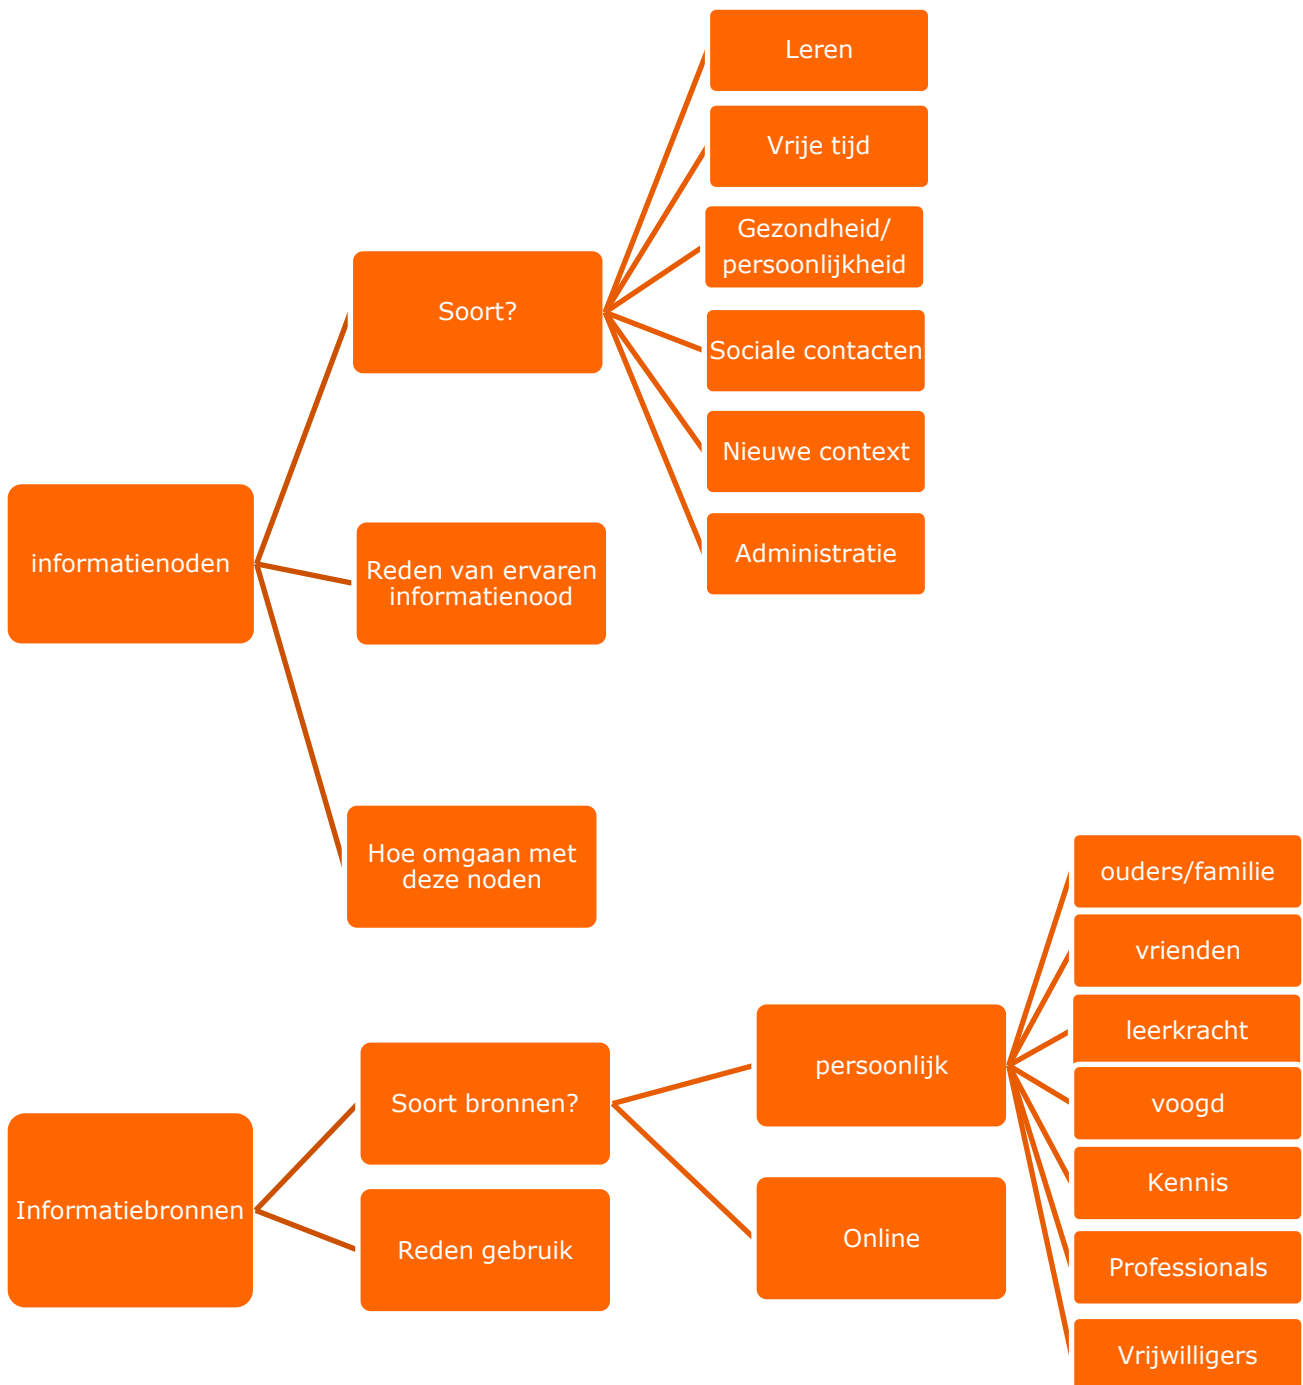 informatienoden
Soort?
Leren
Vrije tijd
Gezondheid/
persoonlijkheid
Sociale contacten
Nieuwe context
Administratie
Reden van ervaren
informatienood
Hoe omgaan met
deze noden
Informatiebronnen
Soort bronnen?
persoonlijk
ouders/familie
vrienden
leerkracht
voogd
Kennis
Professionals
Vrijwilligers
Online
Reden gebruik